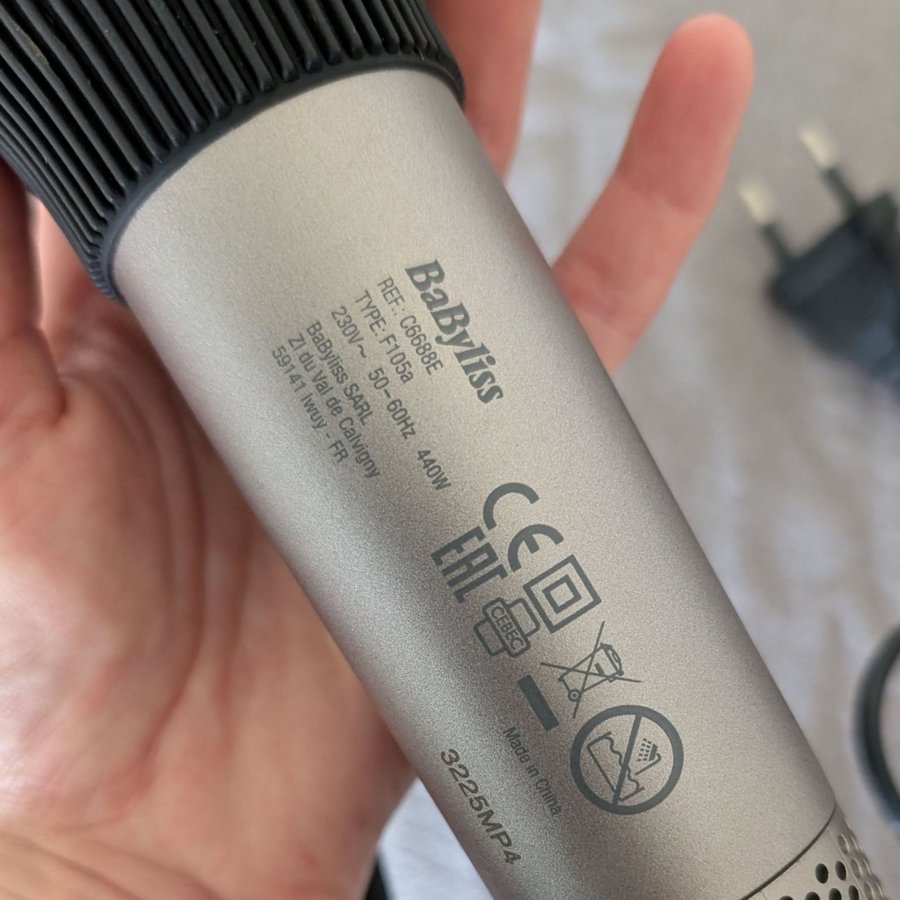 BaByliss
REF.: C6688E
TYPE: F105a
230V~ 50-60Hz 440W
BaByliss SARL
ZI du Val de Calvigny
59141 Iwuy - FR
CE
EAC
CEBEC
Made in China
3225MP4